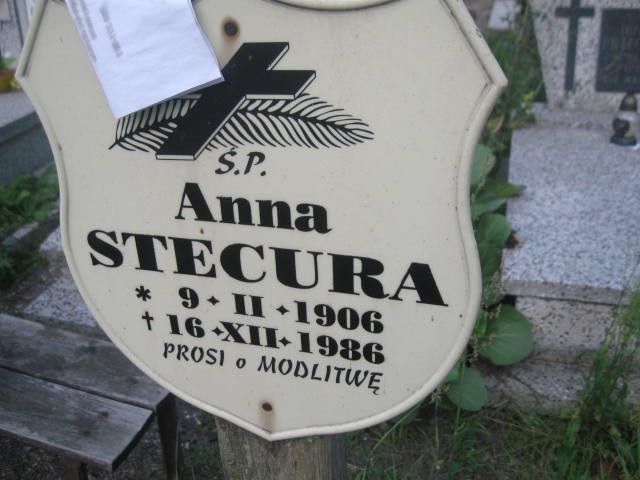 Ś.P.
Anna
STECURA
* 9 + II + 1906
† 16 + XII + 1986
PROSI o MODLITWĘ